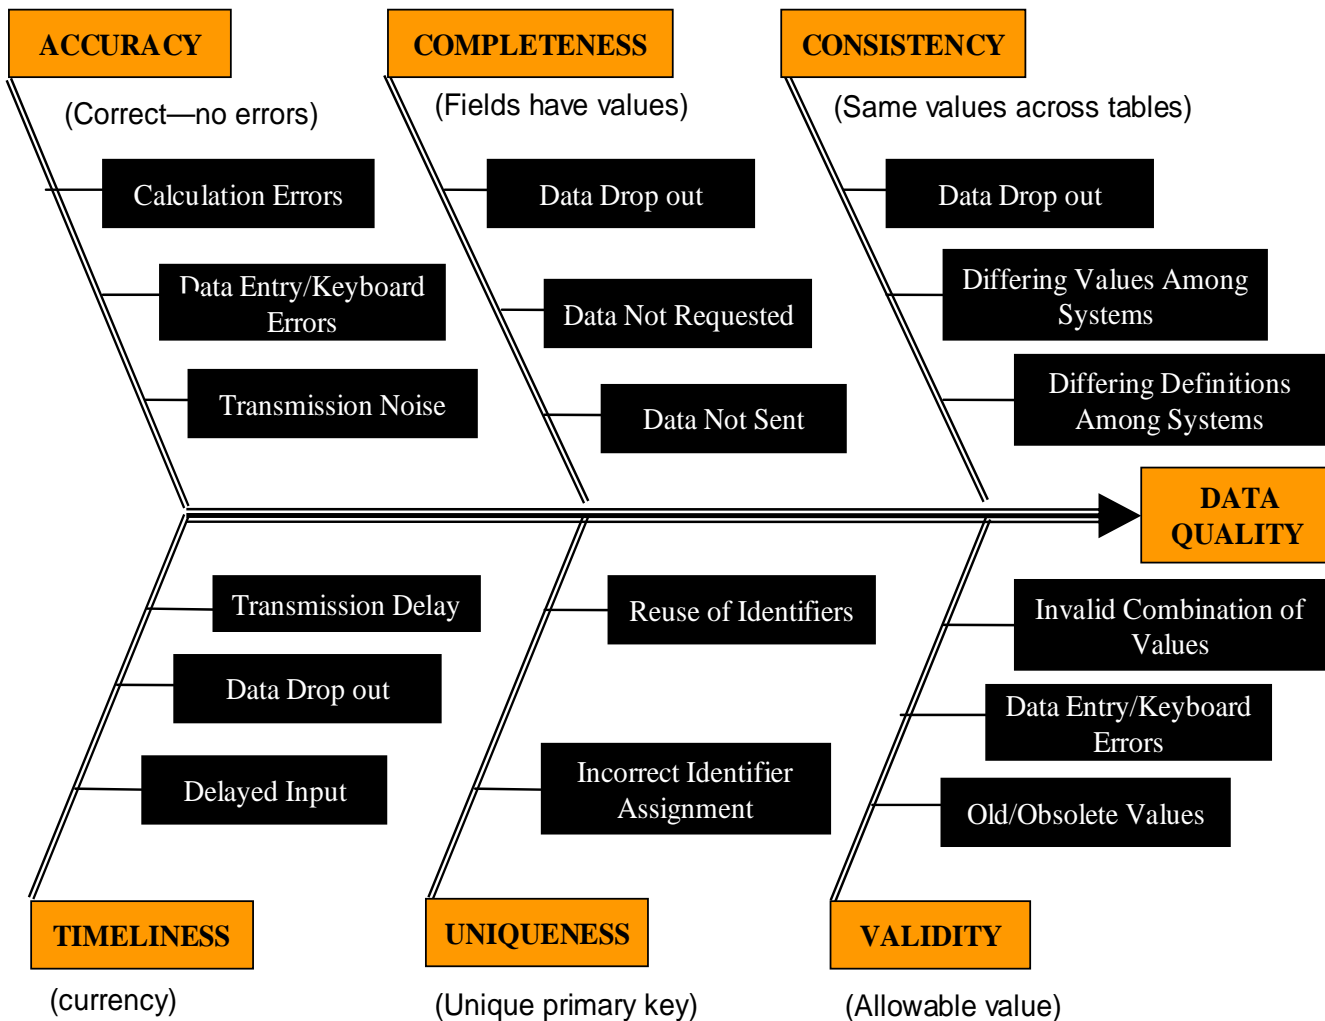 ACCURACY
(Correct—no errors)
Calculation Errors
Data Entry/Keyboard
Errors
Transmission Noise
COMPLETENESS
(Fields have values)
Data Drop out
Data Not Requested
Data Not Sent
CONSISTENCY
(Same values across tables)
Data Drop out
Differing Values Among
Systems
Differing Definitions
Among Systems
DATA
QUALITY
Transmission Delay
Data Drop out
Delayed Input
TIMELINESS
(currency)
Reuse of Identifiers
Incorrect Identifier
Assignment
UNIQUENESS
(Unique primary key)
Invalid Combination of
Values
Data Entry/Keyboard
Errors
Old/Obsolete Values
VALIDITY
(Allowable value)